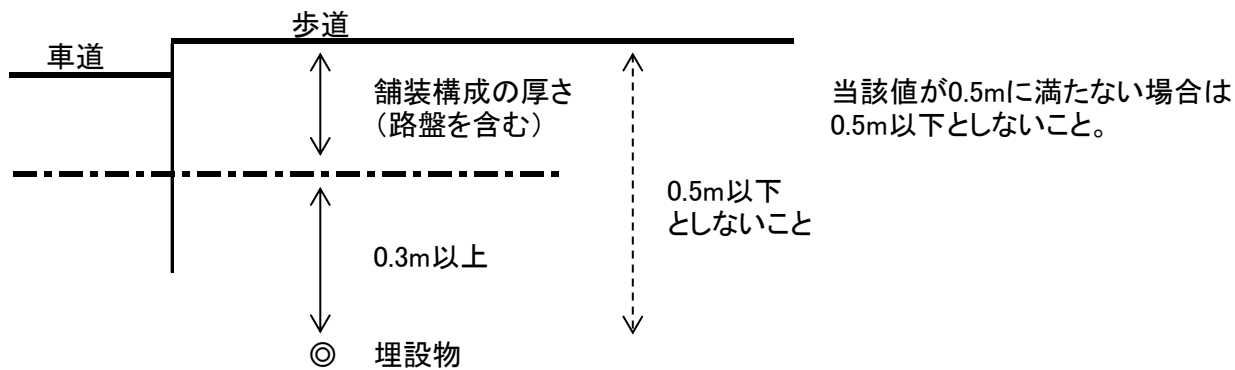 歩道
車道
舗装構成の厚さ
（路盤を含む）
当該値が0.5mに満たない場合は
0.5m以下としないこと。
0.5m以下
としないこと
0.3m以上
◎ 埋設物